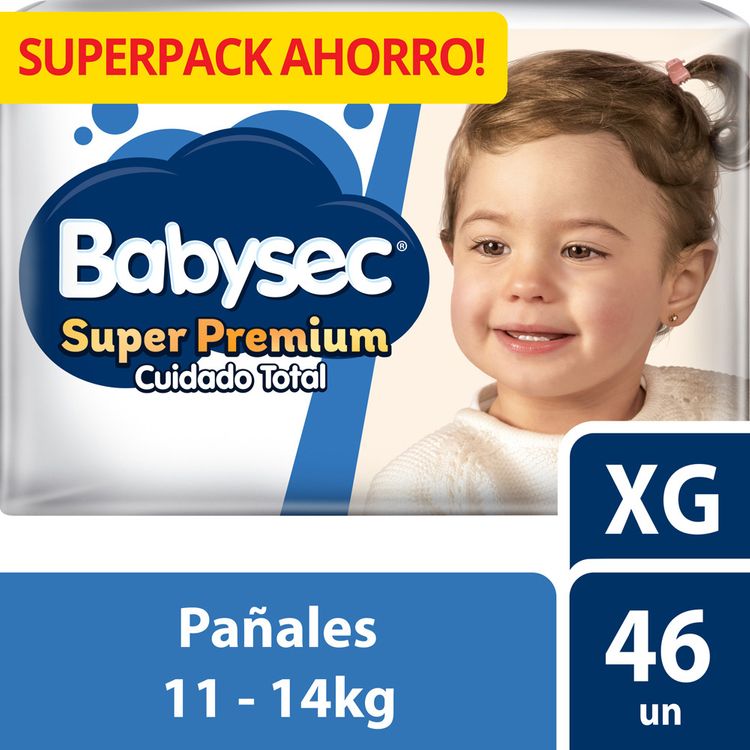 SUPERPACK AHORRO!
Babysec®
Super Premium
Cuidado Total
XG
Pañales
11 - 14kg
46
un